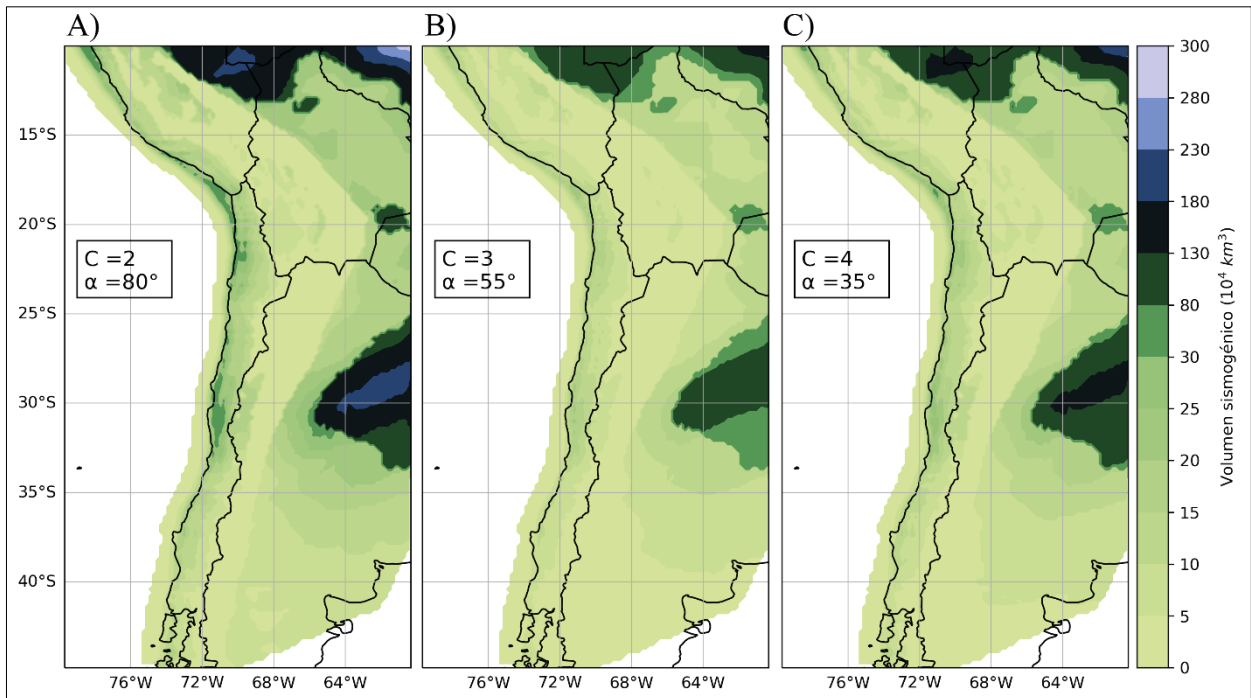 A)
B)
C)
15°S
20°S
25°S
30°S
35°S
40°S
C =2
α =80°
C =3
α =55°
C =4
α =35°
76°W
72°W
68°W
64°W
76°W
72°W
68°W
64°W
76°W
72°W
68°W
64°W
300
280
230
180
130
80
30
25
20
15
10
5
0
Volumen sismogénico (10⁴ km³)